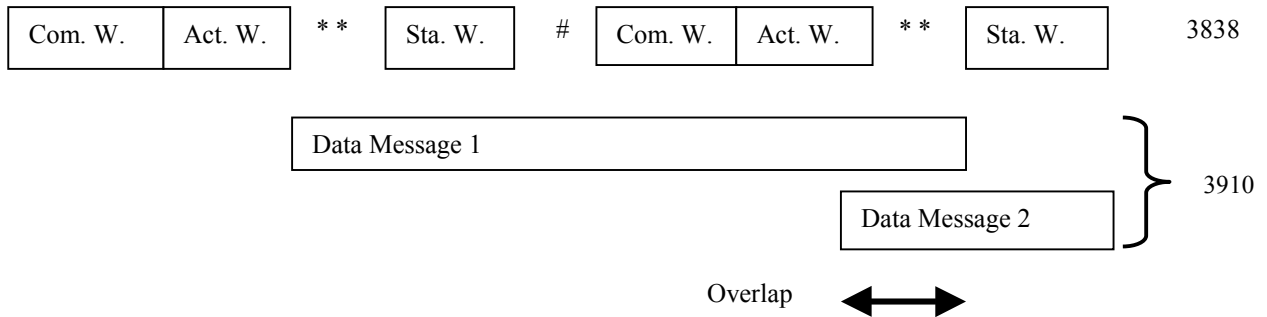 Com. W. Act. W. * * Sta. W. # Com. W. Act. W. * * Sta. W. 3838
Data Message 1
3910
Data Message 2
Overlap